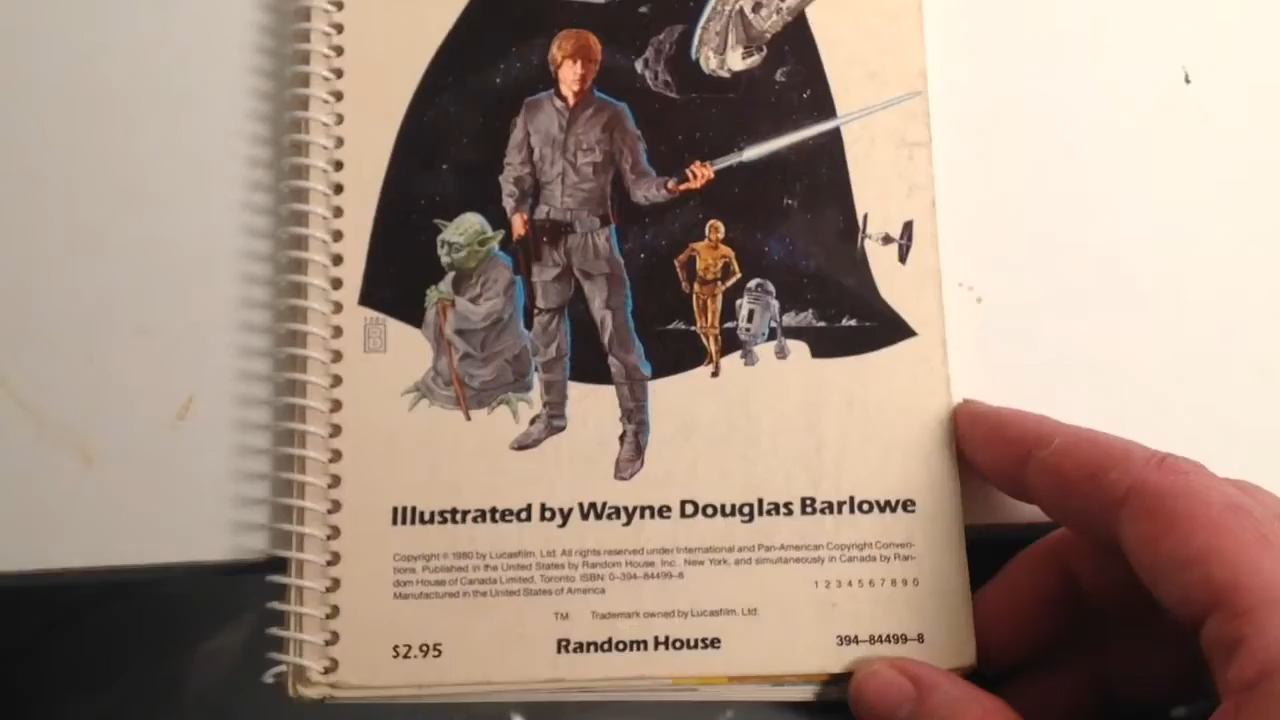 1980
Illustrated by Wayne Douglas Barlowe
Copyright © 1980 by Lucasfilm, Ltd. All rights reserved under International and Pan-American Copyright Conven-
tions. Published in the United States by Random House, Inc., New York, and simultaneously in Canada by Ran-
dom House of Canada Limited, Toronto. ISBN: 0-394-84499-8
Manufactured in the United States of America
1 2 3 4 5 6 7 8 9 0
TM Trademark owned by Lucasfilm, Ltd.
$2.95 Random House 394-84499-8